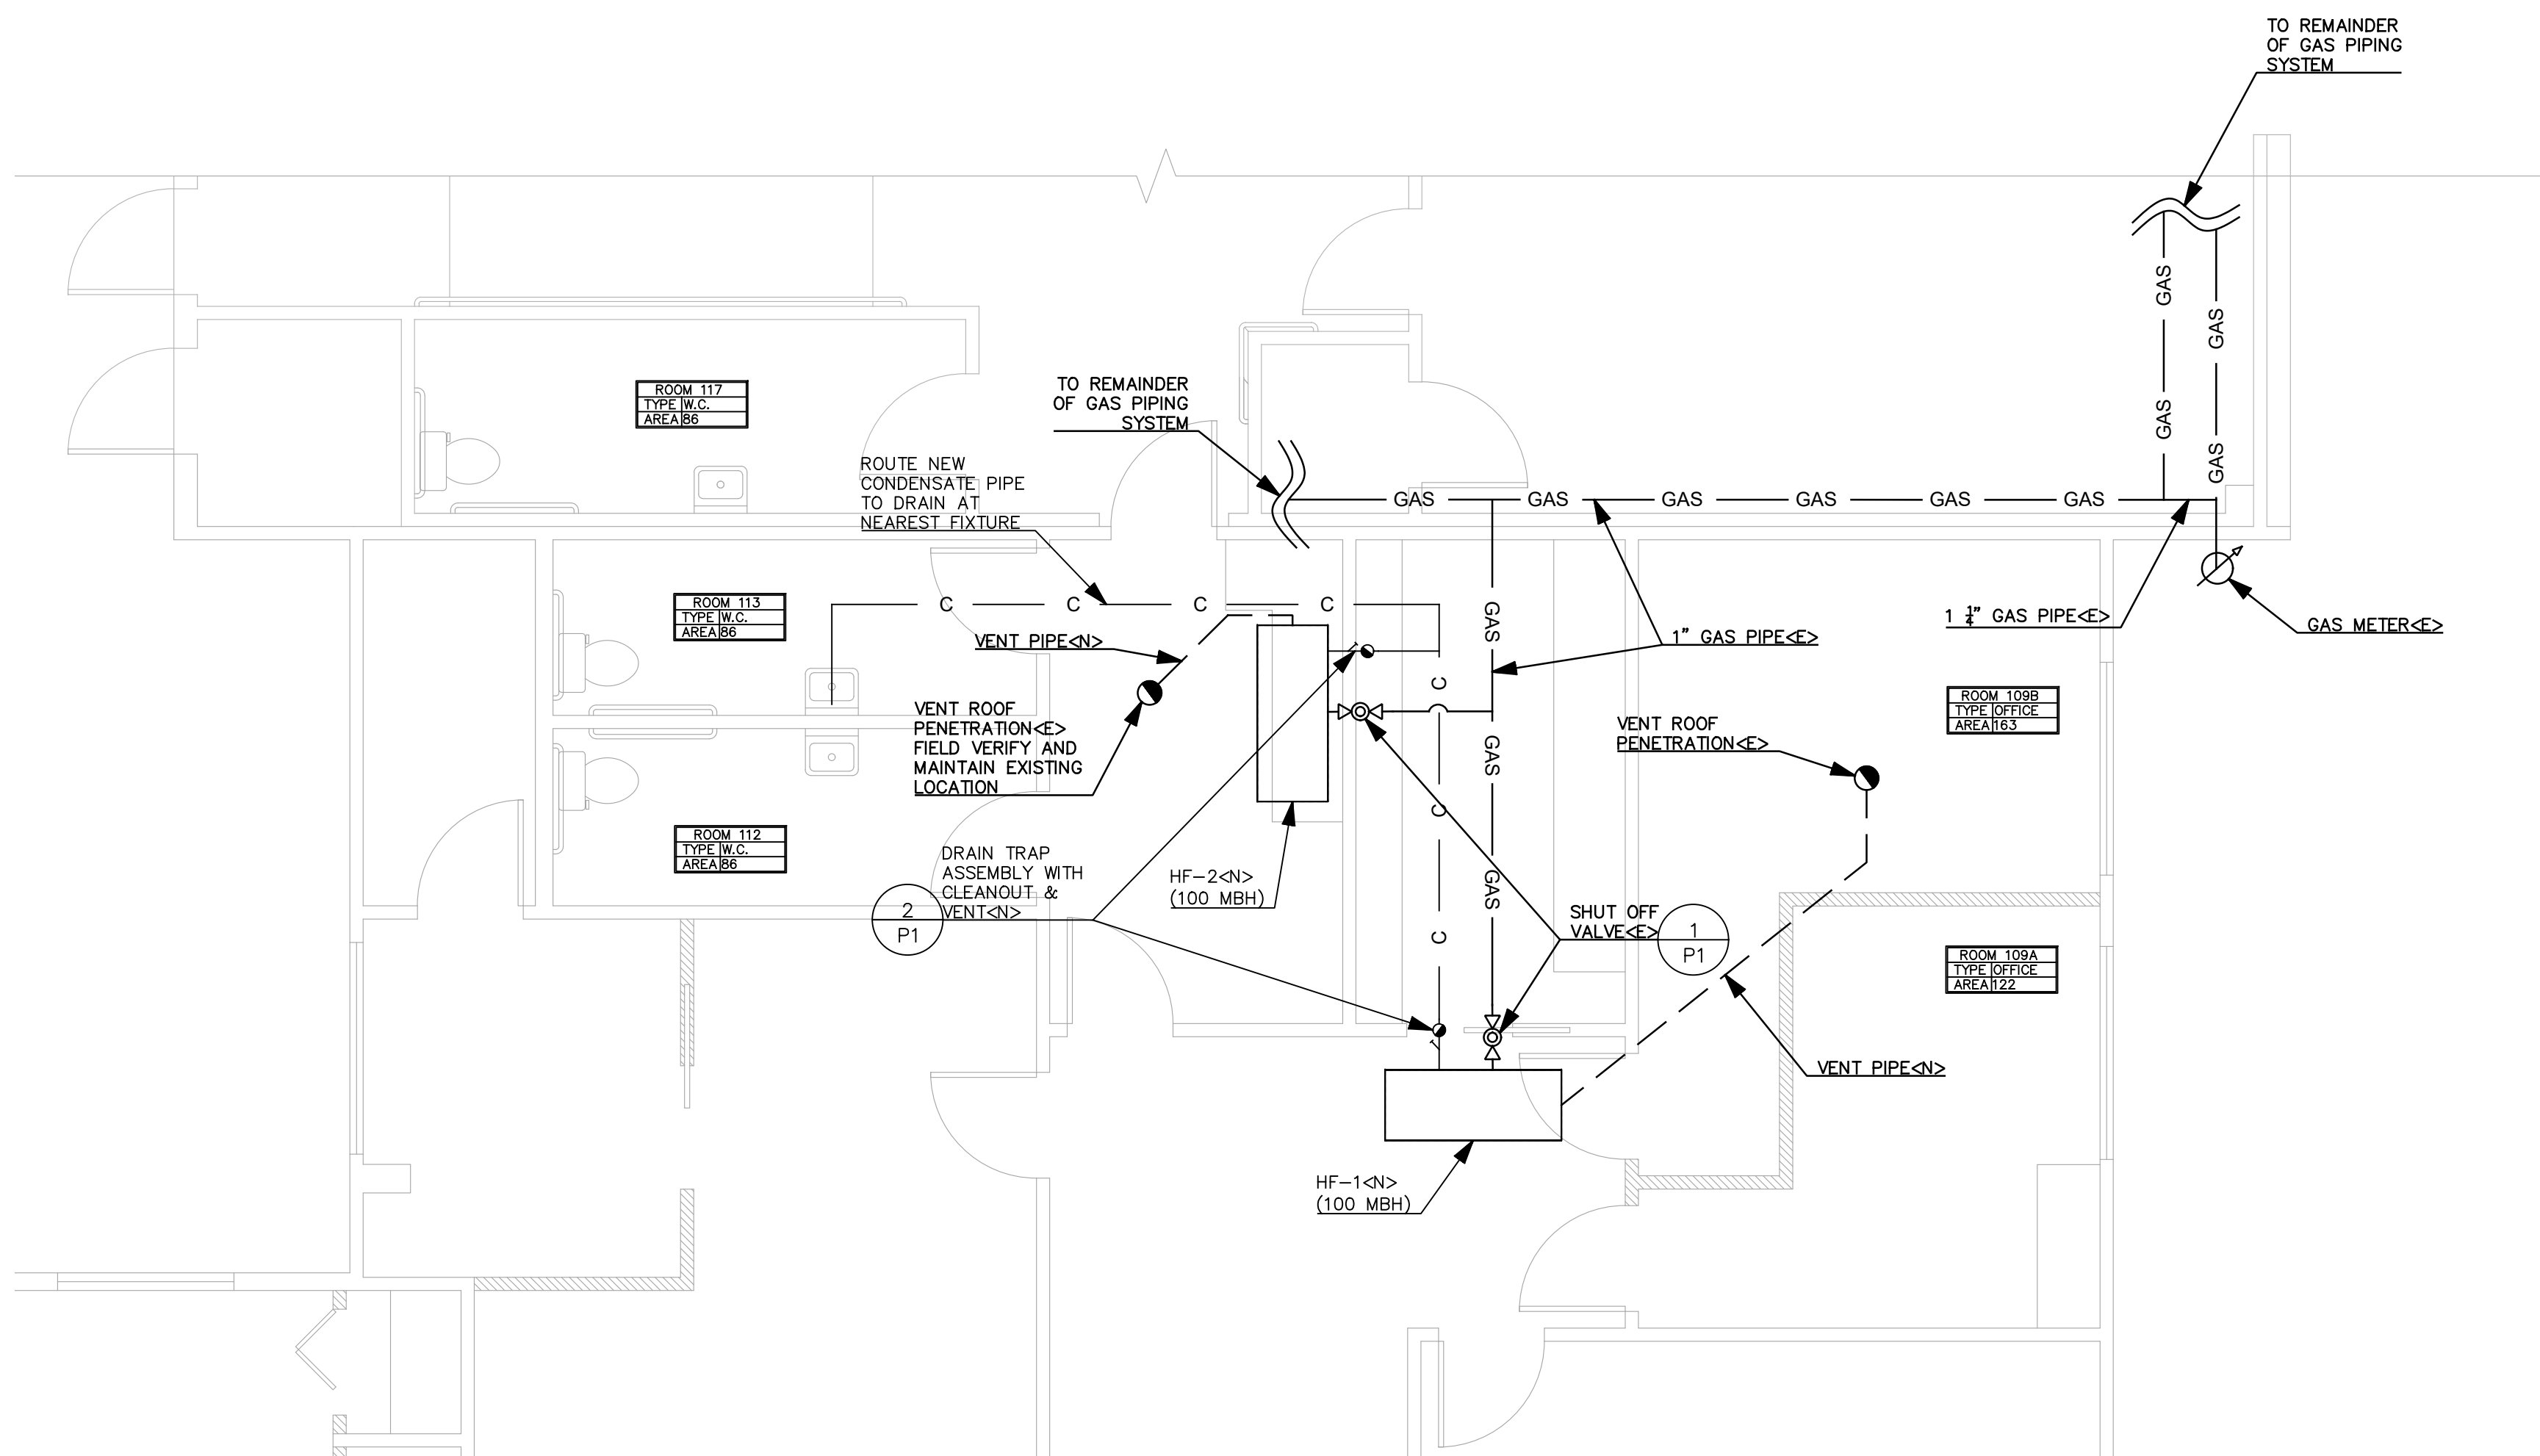 TO REMAINDER
OF GAS PIPING
SYSTEM
GAS
GAS
GAS
GAS
ROOM 117
TYPE W.C.
AREA 86
TO REMAINDER
OF GAS PIPING
SYSTEM
ROUTE NEW
CONDENSATE PIPE
TO DRAIN AT
NEAREST FIXTURE
GAS GAS GAS GAS GAS GAS
ROOM 113
TYPE W.C.
AREA 86
C C C C
VENT PIPE<N>
GAS
1" GAS PIPE<E>
1 1/4" GAS PIPE<E>
GAS METER<E>
C
VENT ROOF
PENETRATION<E>
FIELD VERIFY AND
MAINTAIN EXISTING
LOCATION
GAS
VENT ROOF
PENETRATION<E>
ROOM 109B
TYPE OFFICE
AREA 163
C
ROOM 112
TYPE W.C.
AREA 86
DRAIN TRAP
ASSEMBLY WITH
CLEANOUT &
VENT<N>
2
P1
HF-2<N>
(100 MBH)
GAS
C
SHUT OFF
VALVE<E>
1
P1
ROOM 109A
TYPE OFFICE
AREA 122
VENT PIPE<N>
HF-1<N>
(100 MBH)